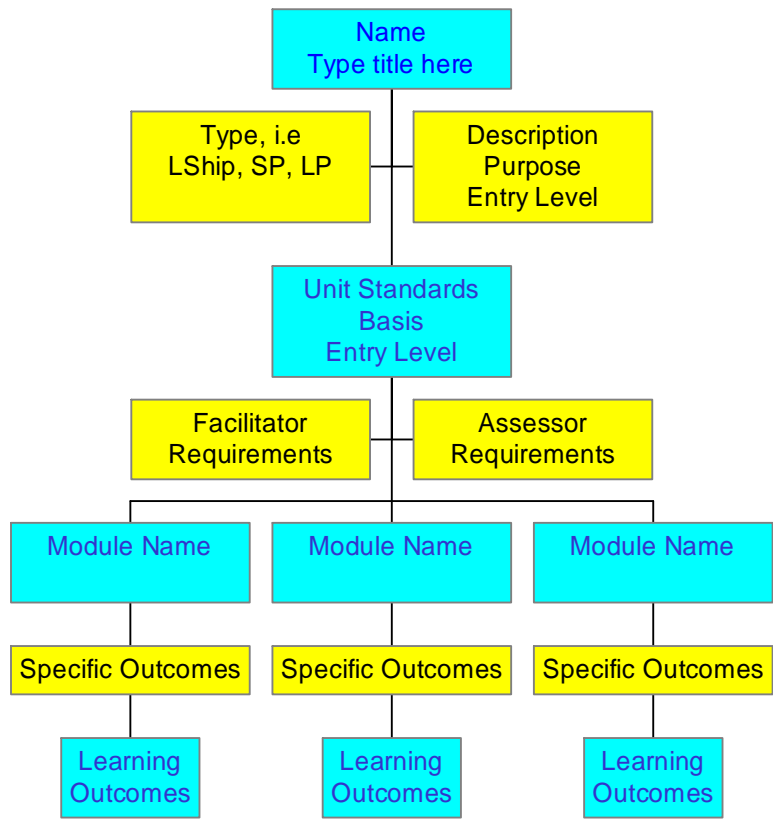 Name
Type title here
Type, i.e
LShip, SP, LP
Description
Purpose
Entry Level
Unit Standards
Basis
Entry Level
Facilitator
Requirements
Assessor
Requirements
Module Name
Module Name
Module Name
Specific Outcomes
Specific Outcomes
Specific Outcomes
Learning
Outcomes
Learning
Outcomes
Learning
Outcomes